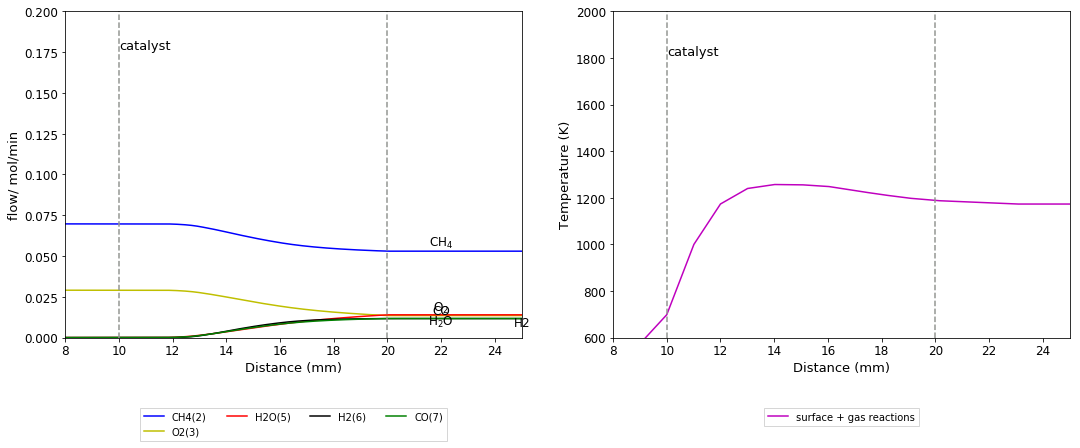 0.200
0.175
0.150
0.125
0.100
0.075
0.050
0.025
0.000
flow/ mol/min
catalyst
CH₄
O₂
CO
H₂O
H2
8 10 12 14 16 18 20 22 24
Distance (mm)
CH4(2) H2O(5) H2(6) CO(7)
O2(3)
2000
1800
1600
1400
1200
1000
800
600
Temperature (K)
catalyst
8 10 12 14 16 18 20 22 24
Distance (mm)
surface + gas reactions